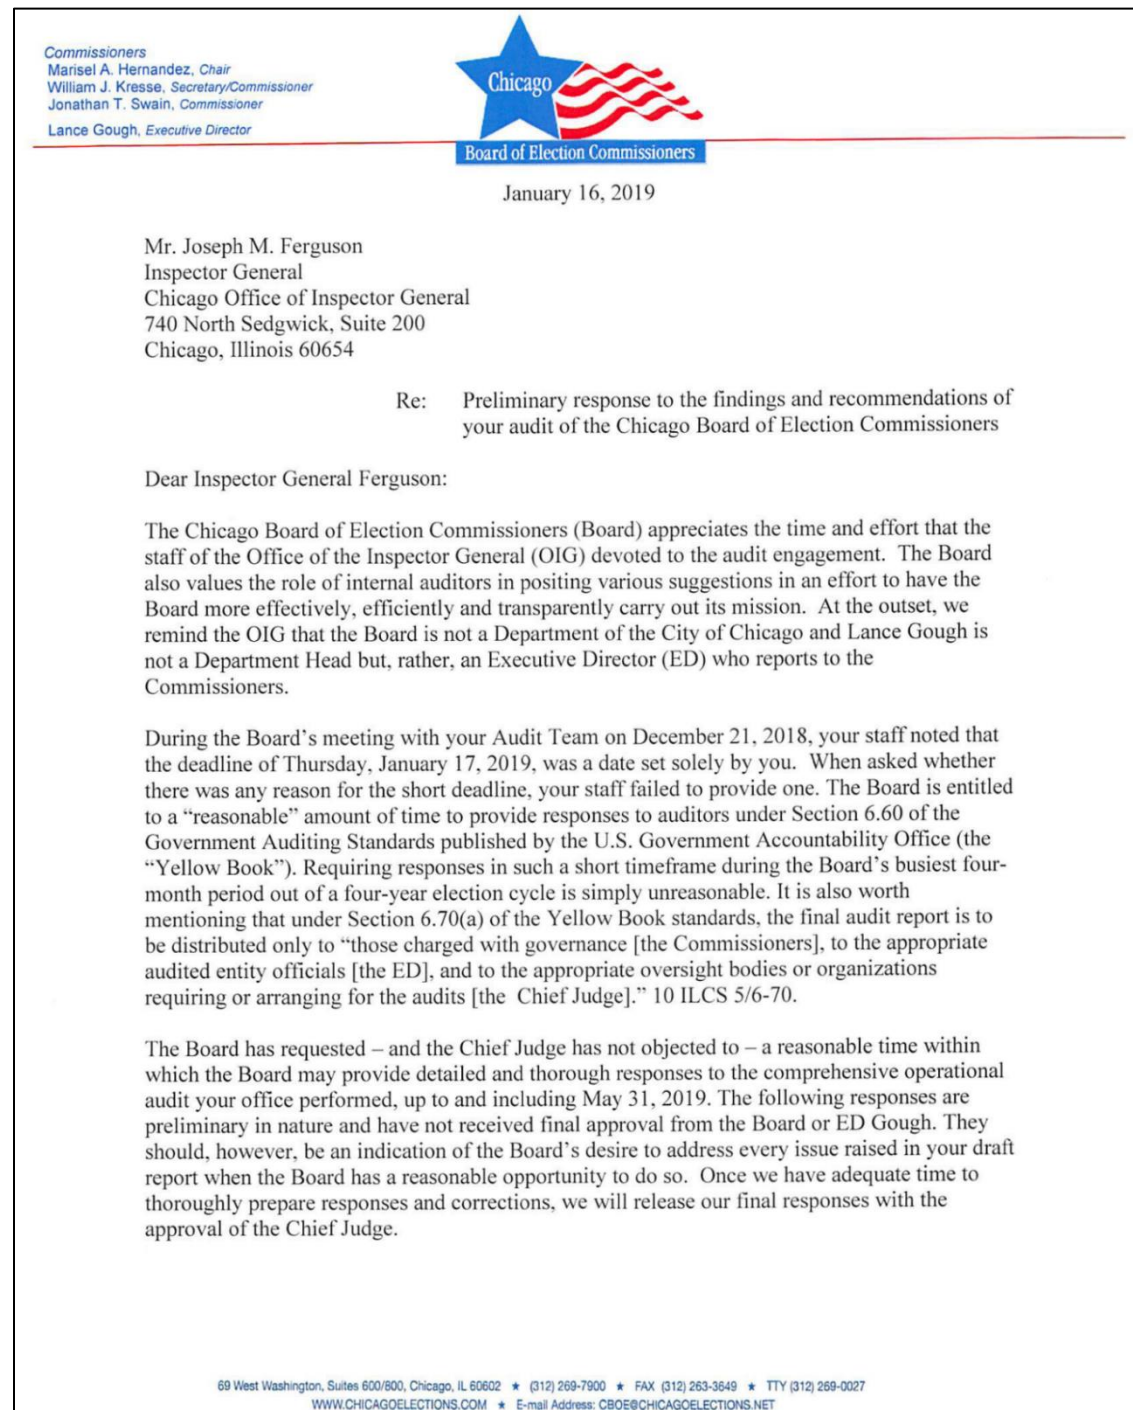 Commissioners
Marisel A. Hernandez, Chair
William J. Kresse, Secretary/Commissioner
Jonathan T. Swain, Commissioner
Lance Gough, Executive Director
Chicago
Board of Election Commissioners
January 16, 2019
Mr. Joseph M. Ferguson
Inspector General
Chicago Office of Inspector General
740 North Sedgwick, Suite 200
Chicago, Illinois 60654
Re: Preliminary response to the findings and recommendations of
your audit of the Chicago Board of Election Commissioners
Dear Inspector General Ferguson:
The Chicago Board of Election Commissioners (Board) appreciates the time and effort that the
staff of the Office of the Inspector General (OIG) devoted to the audit engagement.  The Board
also values the role of internal auditors in positing various suggestions in an effort to have the
Board more effectively, efficiently and transparently carry out its mission.  At the outset, we
remind the OIG that the Board is not a Department of the City of Chicago and Lance Gough is
not a Department Head but, rather, an Executive Director (ED) who reports to the
Commissioners.
During the Board's meeting with your Audit Team on December 21, 2018, your staff noted that
the deadline of Thursday, January 17, 2019, was a date set solely by you.  When asked whether
there was any reason for the short deadline, your staff failed to provide one. The Board is entitled
to a “reasonable” amount of time to provide responses to auditors under Section 6.60 of the
Government Auditing Standards published by the U.S. Government Accountability Office (the
“Yellow Book”). Requiring responses in such a short timeframe during the Board's busiest four-
month period out of a four-year election cycle is simply unreasonable. It is also worth
mentioning that under Section 6.70(a) of the Yellow Book standards, the final audit report is to
be distributed only to “those charged with governance [the Commissioners], to the appropriate
audited entity officials [the ED], and to the appropriate oversight bodies or organizations
requiring or arranging for the audits [the  Chief Judge].” 10 ILCS 5/6-70.
The Board has requested – and the Chief Judge has not objected to – a reasonable time within
which the Board may provide detailed and thorough responses to the comprehensive operational
audit your office performed, up to and including May 31, 2019. The following responses are
preliminary in nature and have not received final approval from the Board or ED Gough. They
should, however, be an indication of the Board's desire to address every issue raised in your draft
report when the Board has a reasonable opportunity to do so.  Once we have adequate time to
thoroughly prepare responses and corrections, we will release our final responses with the
approval of the Chief Judge.
69 West Washington, Suites 600/800, Chicago, IL 60602 ★ (312) 269-7900 ★ FAX (312) 263-3649 ★ TTY (312) 269-0027
WWW.CHICAGOELECTIONS.COM ★ E-mail Address: CBOE@CHICAGOELECTIONS.NET